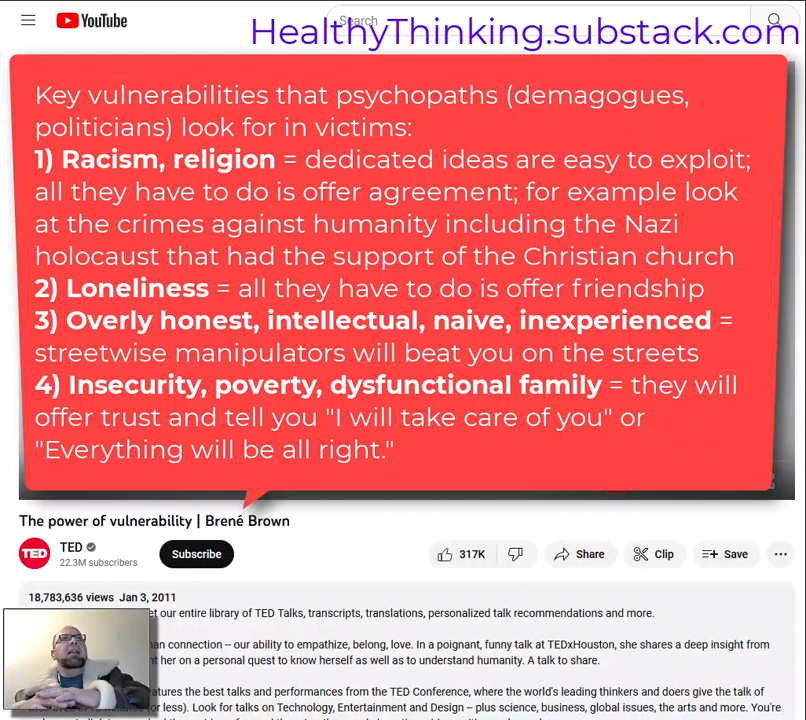 YouTube
Search
HealthyThinking.substack.com
Key vulnerabilities that psychopaths (demagogues,
politicians) look for in victims:
1) Racism, religion = dedicated ideas are easy to exploit;
all they have to do is offer agreement; for example look
at the crimes against humanity including the Nazi
holocaust that had the support of the Christian church
2) Loneliness = all they have to do is offer friendship
3) Overly honest, intellectual, naive, inexperienced =
streetwise manipulators will beat you on the streets
4) Insecurity, poverty, dysfunctional family = they will
offer trust and tell you "I will take care of you" or
"Everything will be all right."
The power of vulnerability | Brené Brown
TED
TED
22.3M subscribers
Subscribe
317K
Share
Clip
Save
18,783,636 views Jan 3, 2011
our entire library of TED Talks, transcripts, translations, personalized talk recommendations and more.
connection – our ability to empathize, belong, love. In a poignant, funny talk at TEDxHouston, she shares a deep insight from
her on a personal quest to know herself as well as to understand humanity. A talk to share.
the best talks and performances from the TED Conference, where the world's leading thinkers and doers give the talk of
or less). Look for talks on Technology, Entertainment and Design – plus science, business, global issues, the arts and more. You're